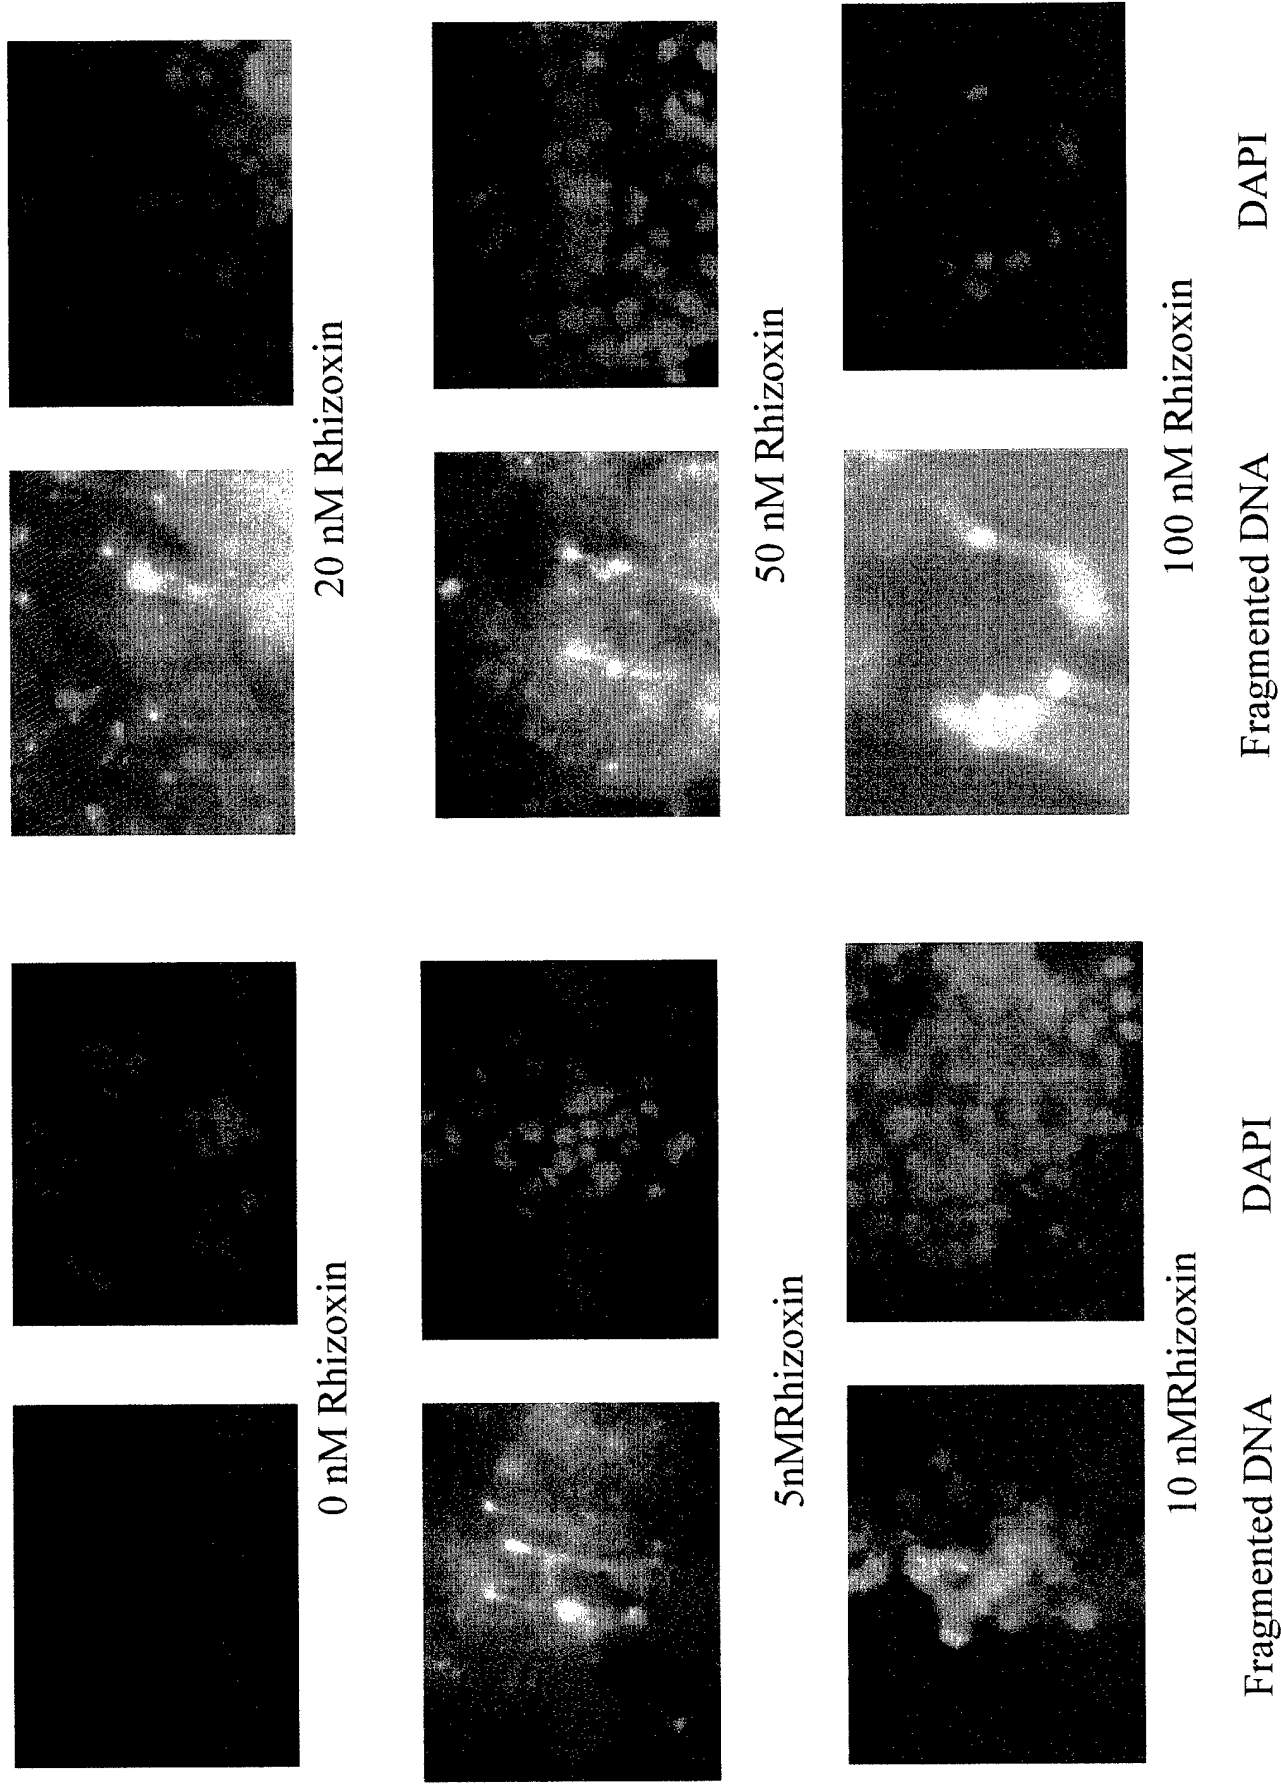 0 nM Rhizoxin
20 nM Rhizoxin
5nMRhizoxin
50 nM Rhizoxin
10 nMRhizoxin
100 nM Rhizoxin
Fragmented DNA
DAPI
Fragmented DNA
DAPI